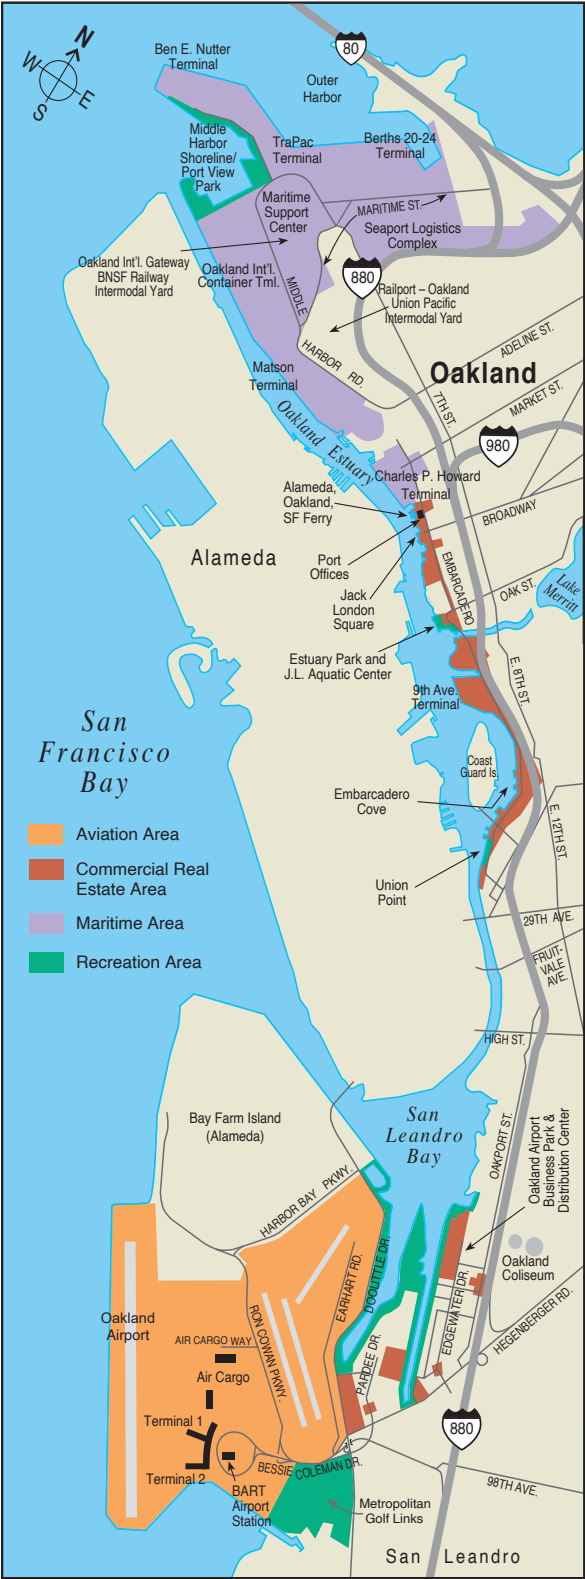 N
W
E
S
Ben E. Nutter
Terminal
80
Outer
Harbor
Middle
Harbor
Shoreline/
Port View
Park
TraPac
Terminal
Berths 20-24
Terminal
Maritime
Support
Center
MARITIME ST.
Seaport Logistics
Complex
Oakland Int'l. Gateway
BNSF Railway
Intermodal Yard
Oakland Int'l.
Container Tml.
MIDDLE
HARBOR RD.
880
Railport – Oakland
Union Pacific
Intermodal Yard
ADELINE ST.
Matson
Terminal
Oakland
7TH ST.
MARKET ST.
Oakland Estuary
980
Charles P. Howard
Terminal
Alameda,
Oakland,
SF Ferry
BROADWAY
Alameda
Port
Offices
EMBARCADERO
Jack
London
Square
OAK ST.
Lake
Merritt
Estuary Park and
J.L. Aquatic Center
E. 8TH ST.
9th Ave.
Terminal
San
Francisco
Bay
Coast
Guard Is.
Embarcadero
Cove
E. 12TH ST.
Aviation Area
Commercial Real
Estate Area
Maritime Area
Recreation Area
Union
Point
29TH AVE.
FRUIT-
VALE
AVE.
HIGH ST.
Bay Farm Island
(Alameda)
San
Leandro
Bay
OAKPORT ST.
Oakland Airport
Business Park &
Distribution Center
HARBOR BAY PKWY.
Oakland
Coliseum
DOOLITTLE DR.
EARHART RD.
EDGEWATER DR.
HEGENBERGER RD.
Oakland
Airport
RON COWAN PKWY.
AIR CARGO WAY
Air Cargo
PARDEE DR.
Terminal 1
880
Terminal 2
BESSIE COLEMAN DR.
BART
Airport
Station
98TH AVE.
Metropolitan
Golf Links
San Leandro